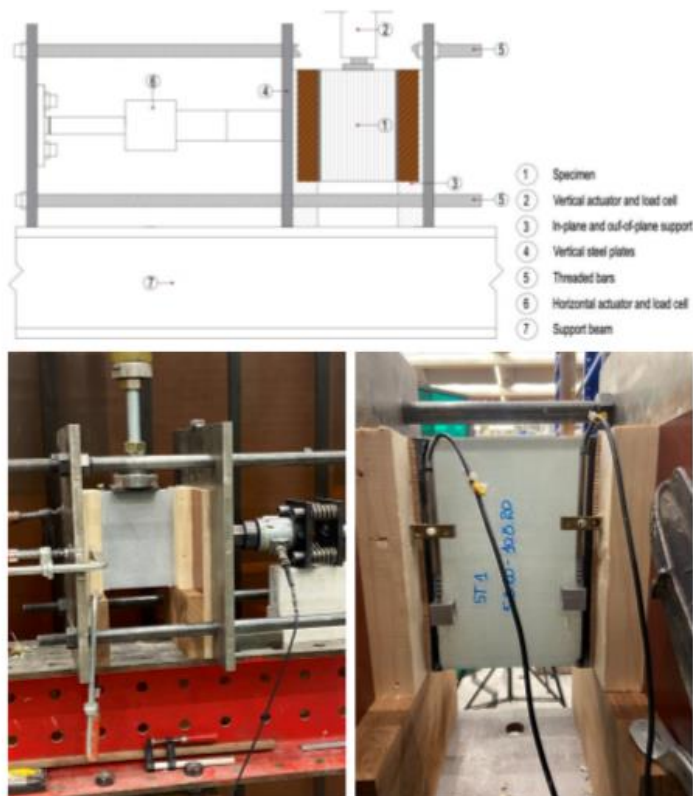 2
5
6
4
1
3
5
7
1 Specimen
2 Vertical actuator and load cell
3 In-plane and ouf-of-plane support
4 Vertical steel plates
5 Threaded bars
6 Horizontal actuator and load cell
7 Support beam
ST 1